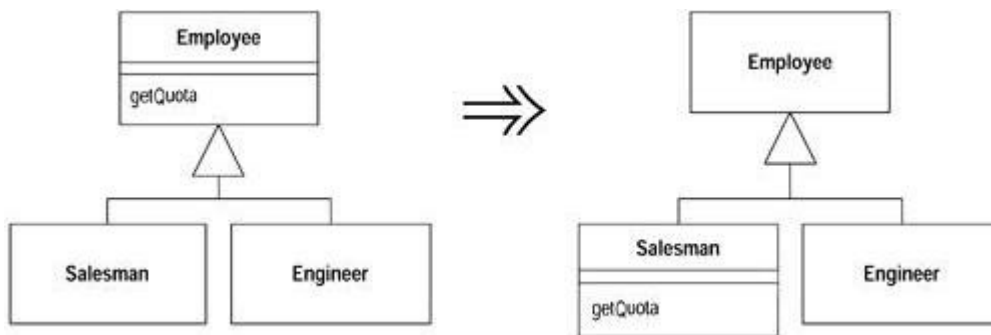 Employee
getQuota
Salesman
Engineer
Employee
Salesman
getQuota
Engineer